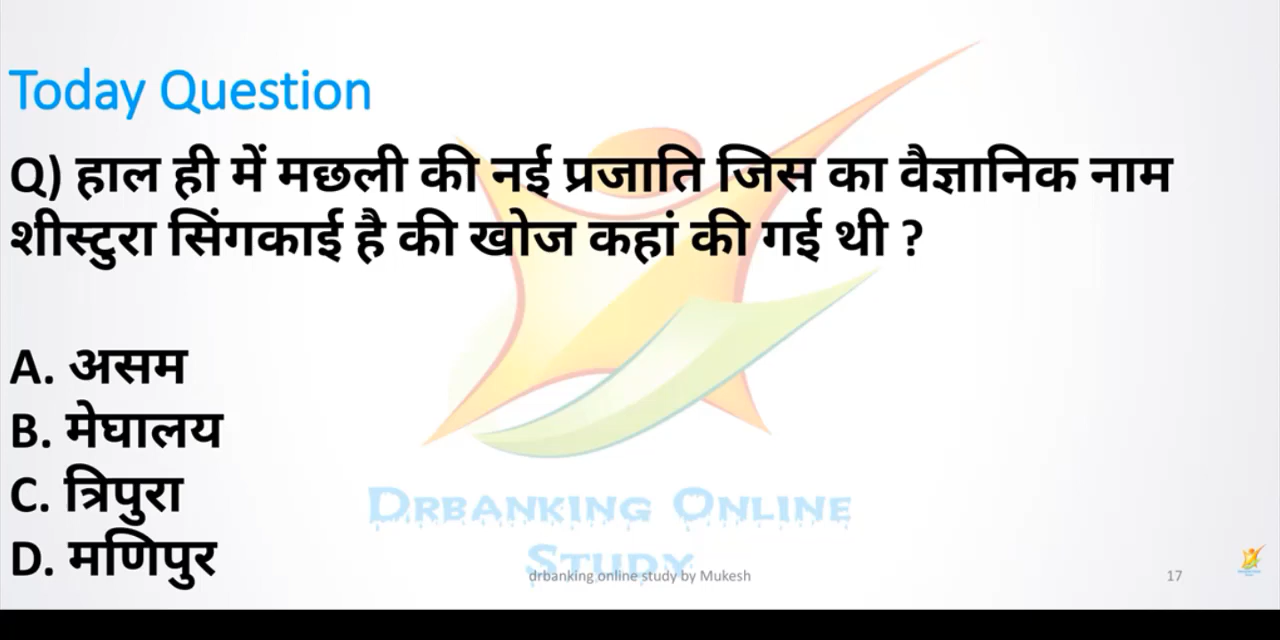 Today Question
Q) हाल ही में मछली की नई प्रजाति जिस का वैज्ञानिक नाम
शीस्टुरा सिंगकाई है की खोज कहां की गई थी ?
A. असम
B. मेघालय
C. त्रिपुरा
D. मणिपुर
DRBANKING ONLINE
STUDY
drbanking online study by Mukesh
17